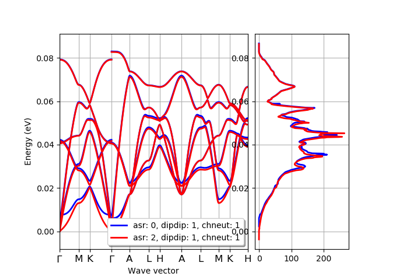 0.08
0.06
0.04
0.02
0.00
Energy (eV)
Γ M K Γ A L H A L M K H
Wave vector
asr: 0, dipdip: 1, chneut: 1
asr: 2, dipdip: 1, chneut: 1
0.08
0.06
0.04
0.02
0.00
0 100 200